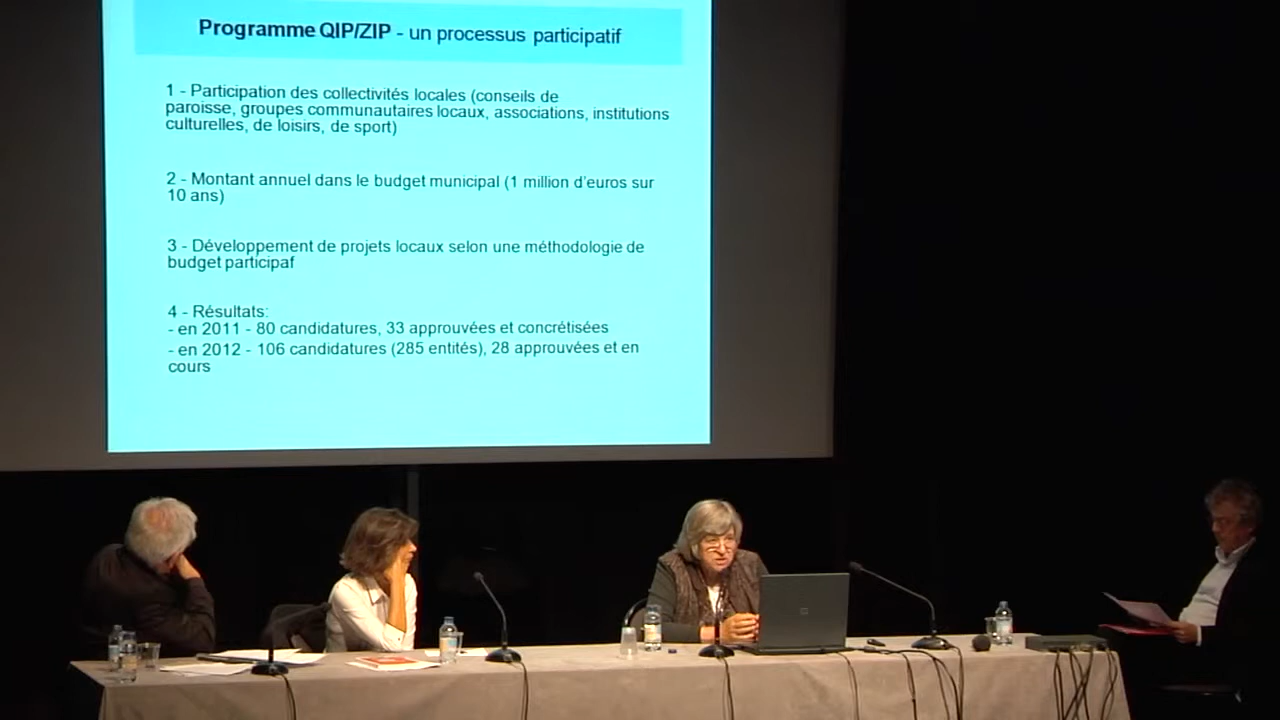 Programme QIP/ZIP - un processus participatif
1 - Participation des collectivités locales (conseils de
paroisse, groupes communautaires locaux, associations, institutions
culturelles, de loisirs, de sport)
2 - Montant annuel dans le budget municipal (1 million d'euros sur
10 ans)
3 - Développement de projets locaux selon une méthodologie de
budget participaf
4 - Résultats:
- en 2011 - 80 candidatures, 33 approuvées et concrétisées
- en 2012 - 106 candidatures (285 entités), 28 approuvées et en
cours